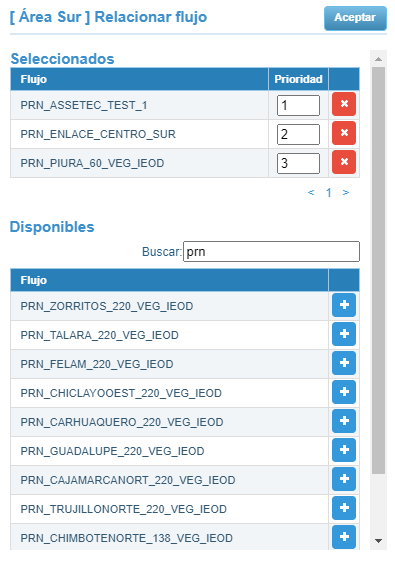 [ Área Sur ] Relacionar flujo
Aceptar
Seleccionados
Flujo Prioridad
PRN_ASSETEC_TEST_1 1
PRN_ENLACE_CENTRO_SUR 2
PRN_PIURA_60_VEG_IEOD 3
< 1 >
Disponibles
Buscar: prn
Flujo
PRN_ZORRITOS_220_VEG_IEOD
PRN_TALARA_220_VEG_IEOD
PRN_FELAM_220_VEG_IEOD
PRN_CHICLAYOOEST_220_VEG_IEOD
PRN_CARHUAQUERO_220_VEG_IEOD
PRN_GUADALUPE_220_VEG_IEOD
PRN_CAJAMARCANORT_220_VEG_IEOD
PRN_TRUJILLONORTE_220_VEG_IEOD
PRN_CHIMBOTENORTE_138_VEG_IEOD